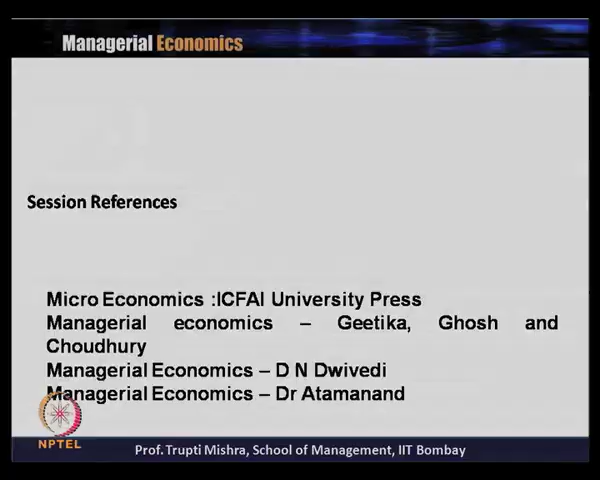 Managerial Economics
Session References
Micro Economics :ICFAI University Press
Managerial economics – Geetika, Ghosh and
Choudhury
Managerial Economics – D N Dwivedi
Managerial Economics – Dr Atamanand
NPTEL
Prof. Trupti Mishra, School of Management, IIT Bombay